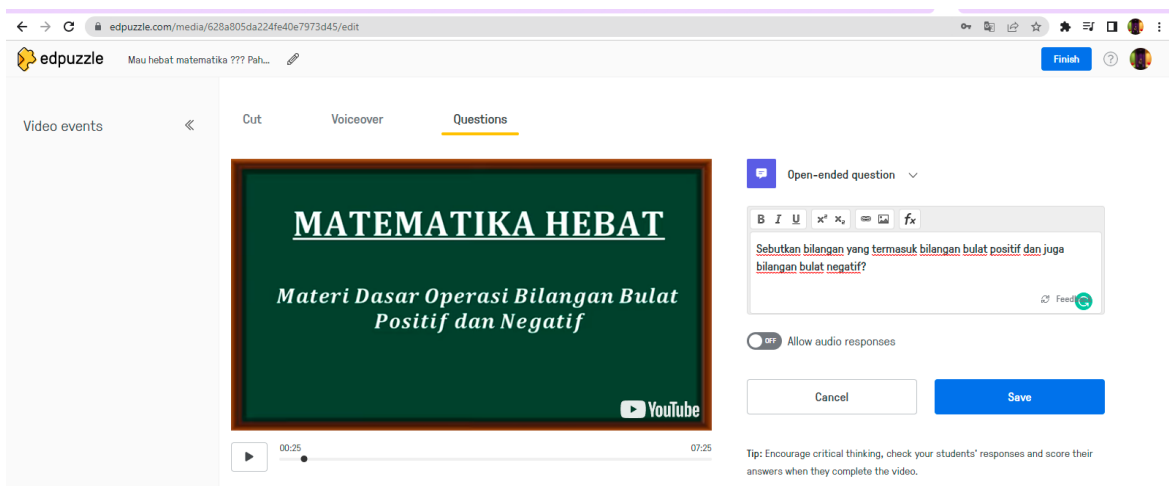 edpuzzle.com/media/628a805da224fe40e7973d45/edit
edpuzzle
Mau hebat matematika ??? Pah...
Finish
?
Video events
Cut
Voiceover
Questions
MATEMATIKA HEBAT
Materi Dasar Operasi Bilangan Bulat
Positif dan Negatif
YouTube
00:25
07:25
Open-ended question
B I U x² x₂ fx
Sebutkan bilangan yang termasuk bilangan bulat positif dan juga
bilangan bulat negatif?
OFF
Allow audio responses
Cancel
Save
Tip: Encourage critical thinking, check your students' responses and score their
answers when they complete the video.